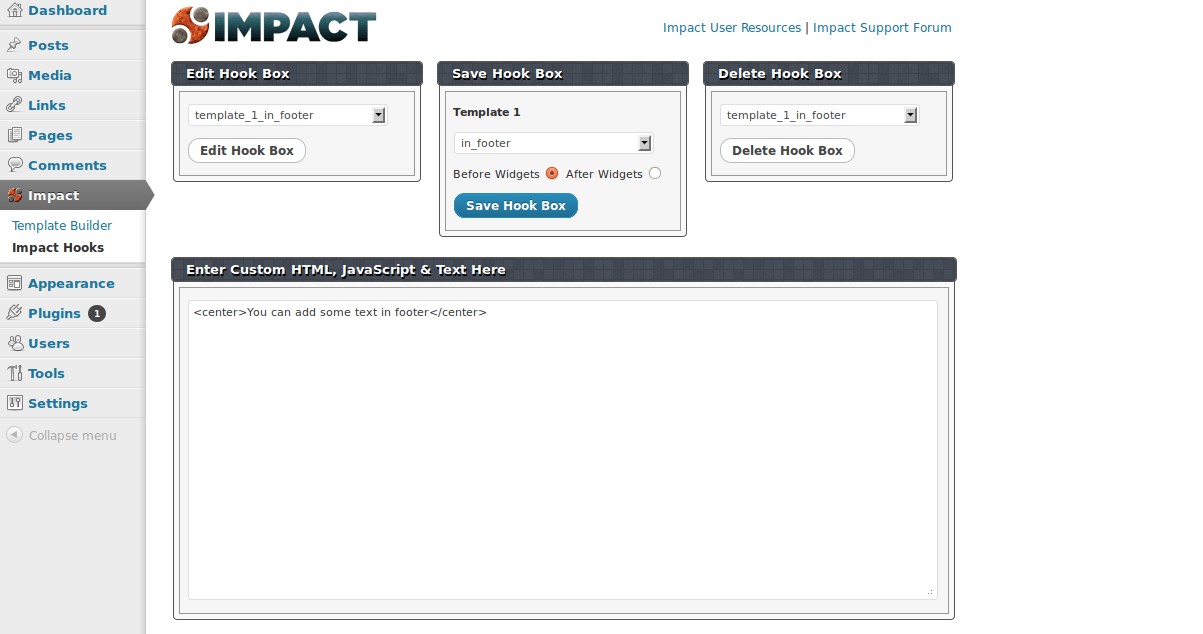 Dashboard
Posts
Media
Links
Pages
Comments
Impact
Template Builder
Impact Hooks
Appearance
Plugins 1
Users
Tools
Settings
Collapse menu
IMPACT
Impact User Resources | Impact Support Forum
Edit Hook Box
template_1_in_footer
Edit Hook Box
Save Hook Box
Template 1
in_footer
Before Widgets After Widgets
Save Hook Box
Delete Hook Box
template_1_in_footer
Delete Hook Box
Enter Custom HTML, JavaScript & Text Here
<center>You can add some text in footer</center>